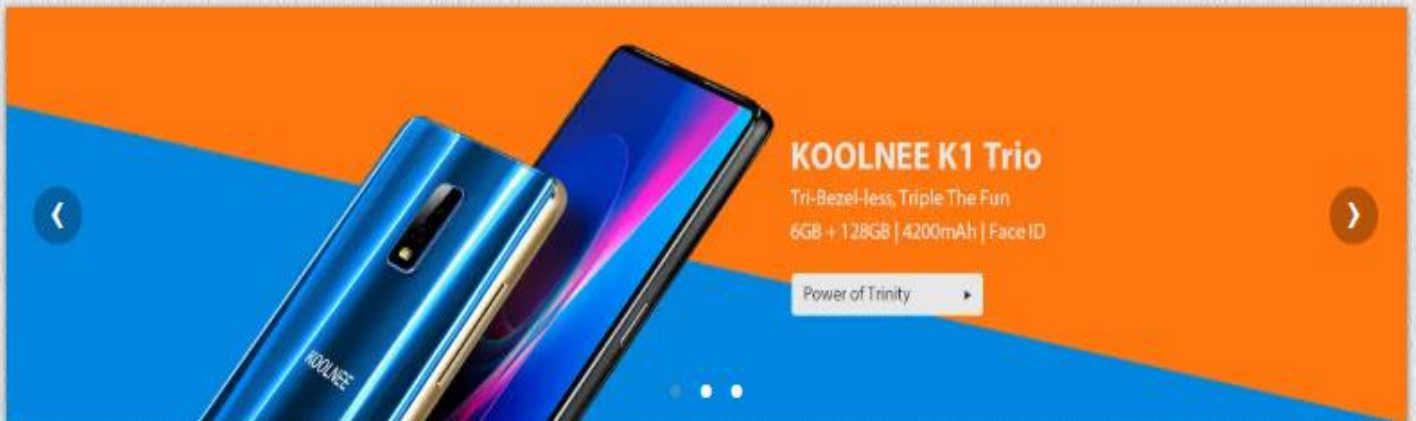 KOOLNEE K1 Trio
Tri-Bezel-less, Triple The Fun
6GB + 128GB | 4200mAh | Face ID
Power of Trinity
KOOLNEE